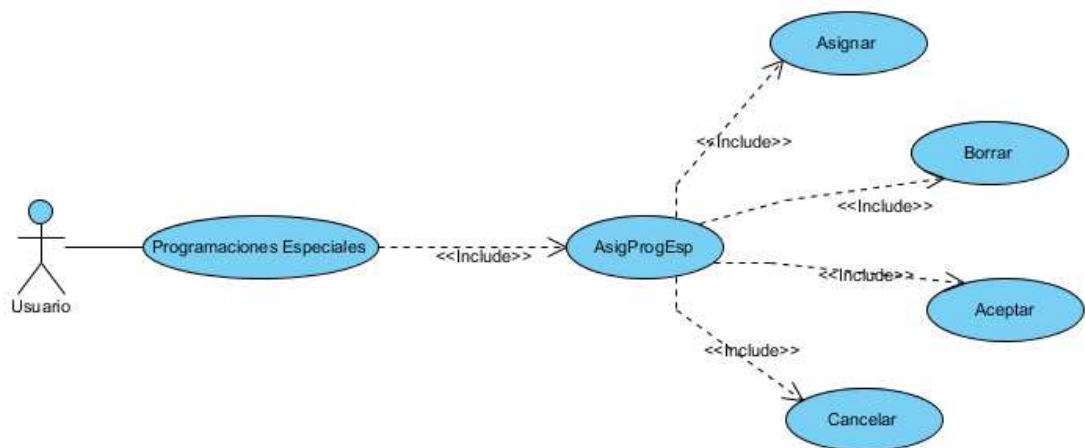 Asignar
<<Include>>
Borrar
<<Include>>
Programaciones Especiales
<<Include>>
AsigProgEsp
<<Include>>
Usuario
Aceptar
<<Include>>
Cancelar